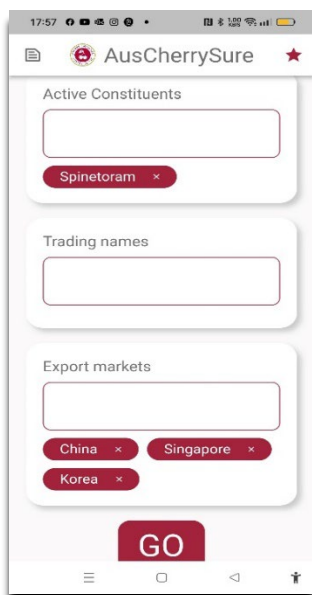 17:57
AusCherrySure
Active Constituents
Spinetoram ×
Trading names
Export markets
China × Singapore ×
Korea ×
GO